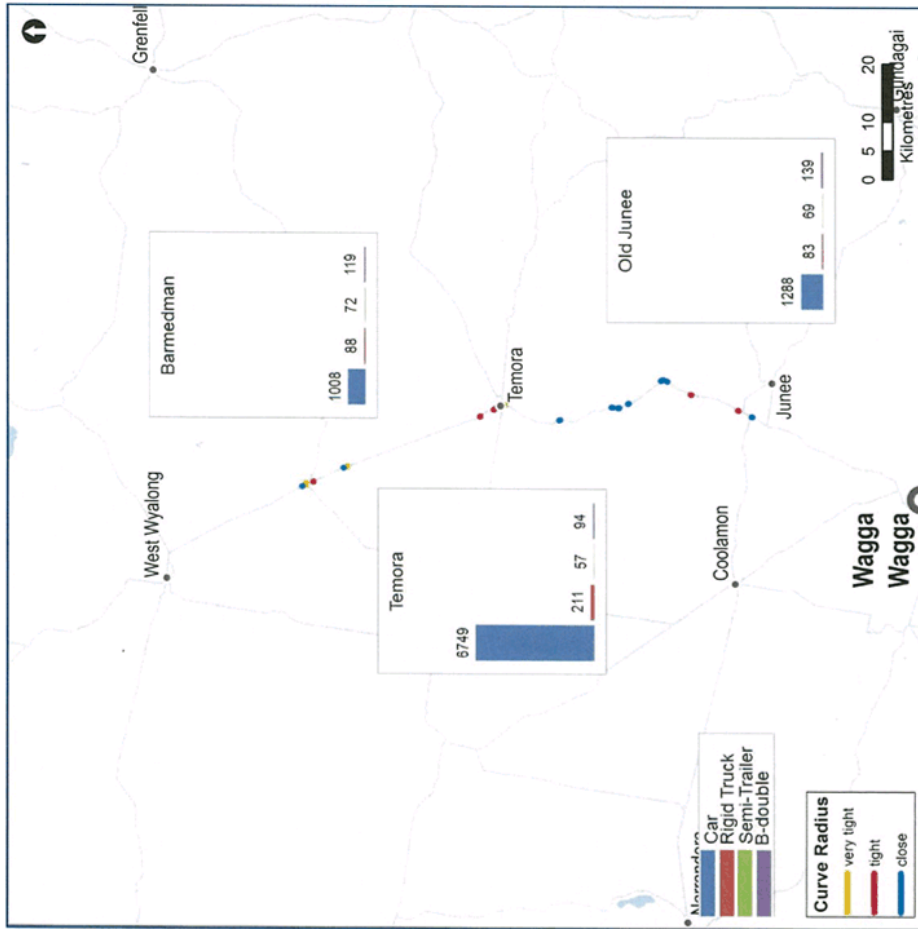 Grenfell
West Wyalong
Barmedman
1008
88
72
119
Temora
Temora
6749
211
57
94
Old Junee
1288
83
69
139
Junee
Coolamon
Wagga
Wagga
Narrandera
Gundagai
0 5 10 20
Kilometres
Car
Rigid Truck
Semi-Trailer
B-double
Curve Radius
very tight
tight
close